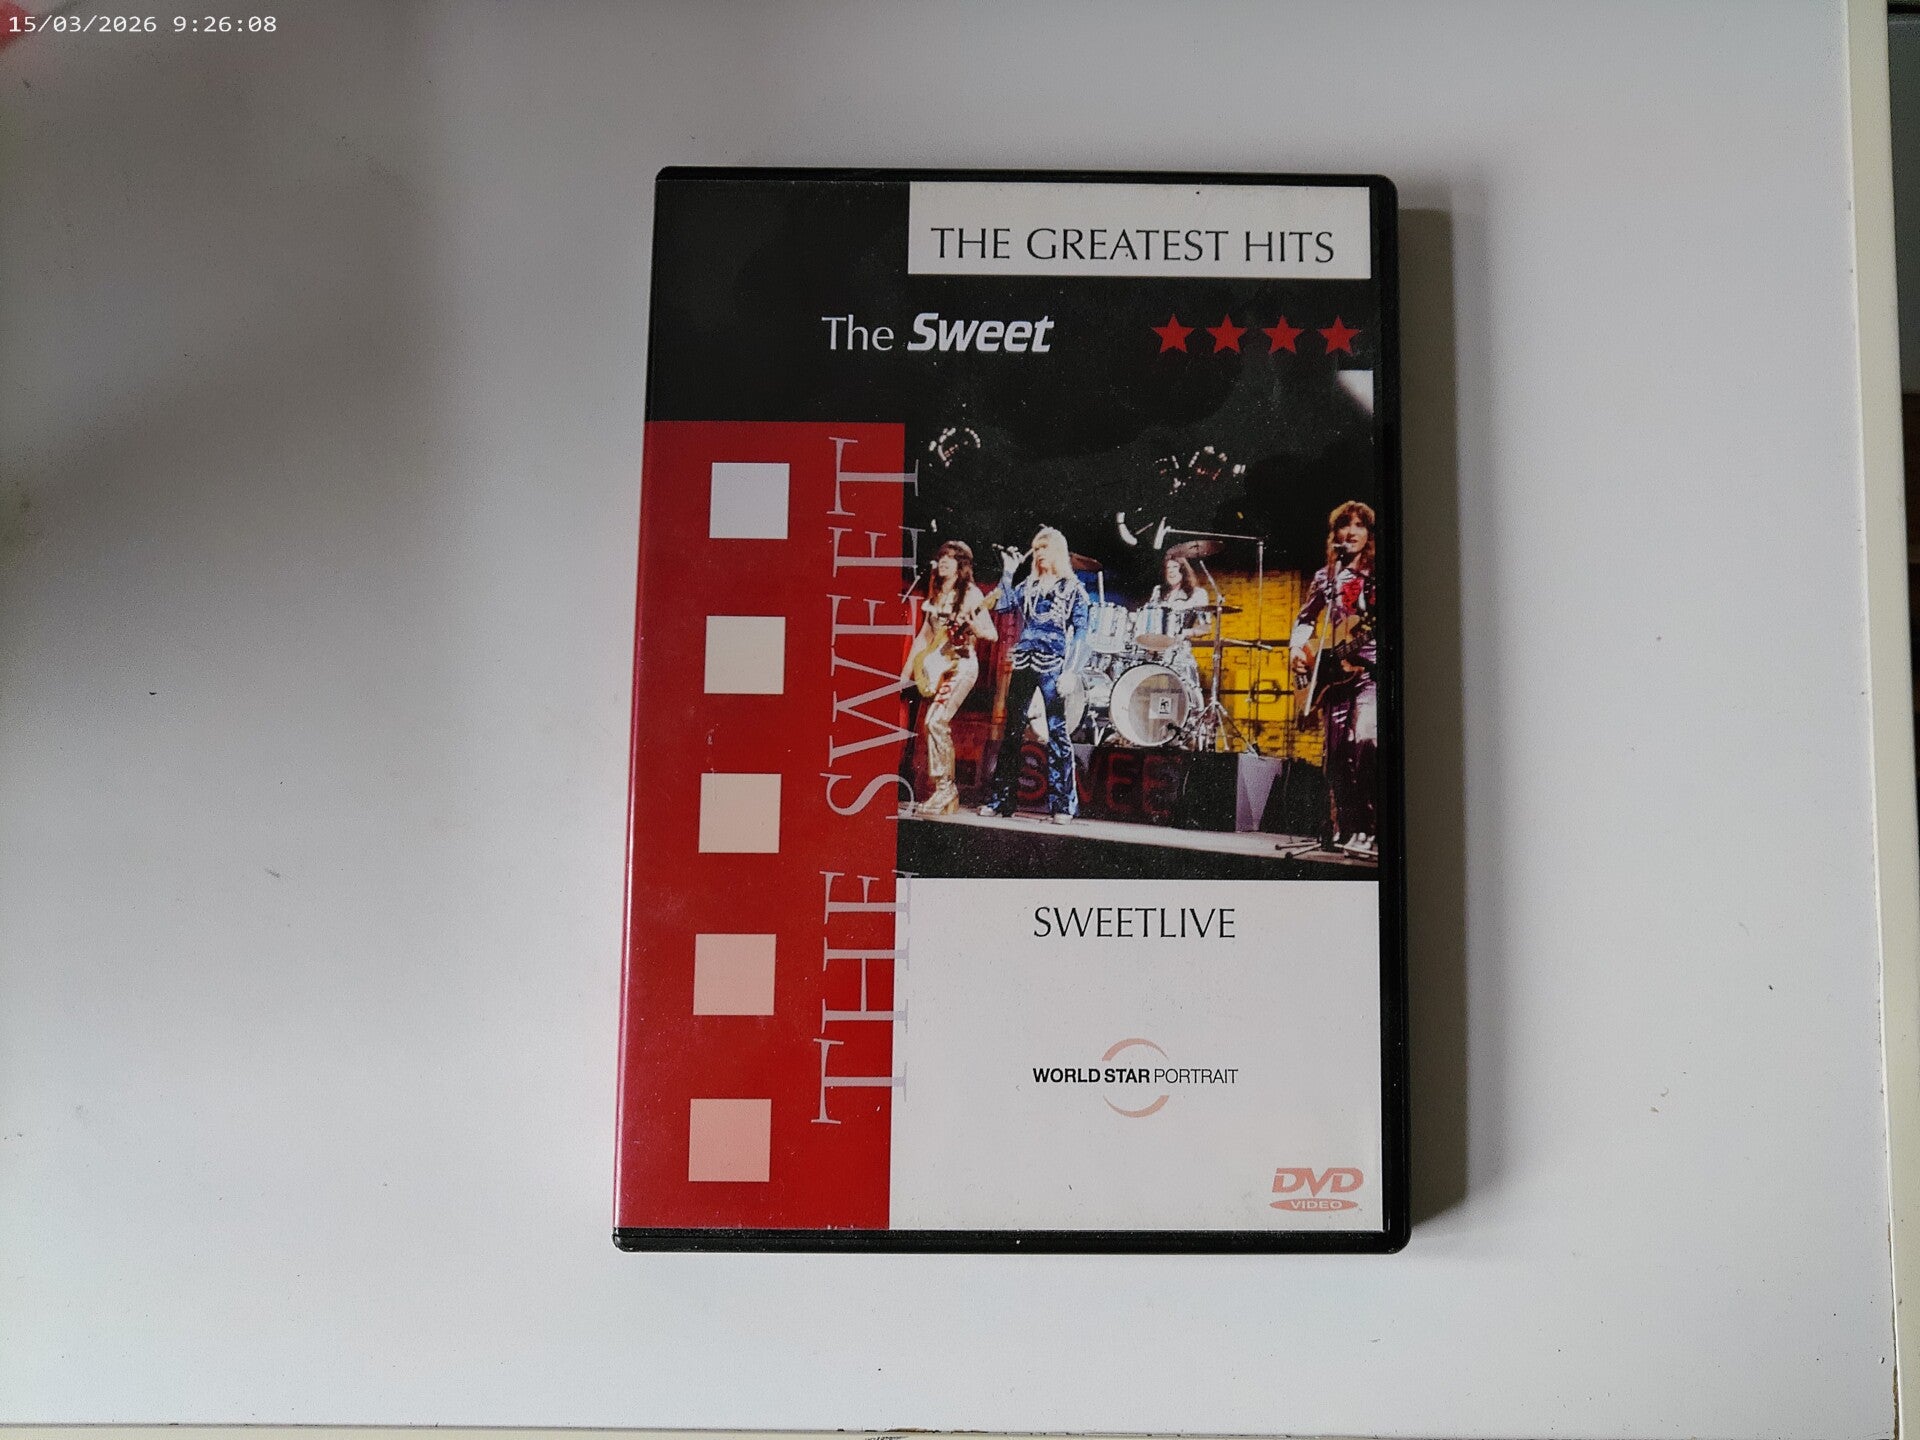 15/03/2026 9:26:08
THE GREATEST HITS
The Sweet
THE SWEET
SWEE
SWEETLIVE
WORLD STAR PORTRAIT
DVD
VIDEO